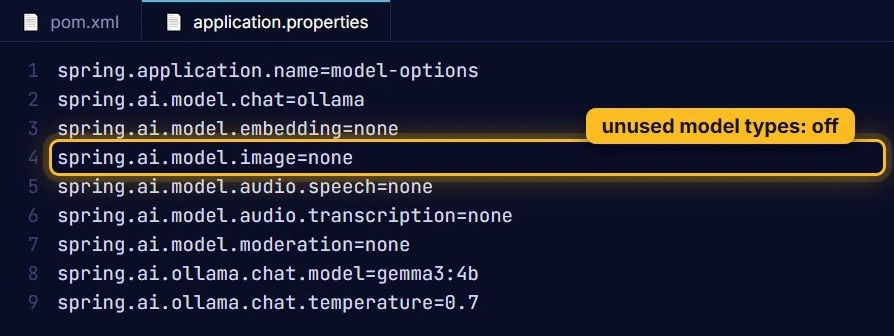 pom.xml
application.properties
1 spring.application.name=model-options
2 spring.ai.model.chat=ollama
unused model types: off
3 spring.ai.model.embedding=none
4 spring.ai.model.image=none
5 spring.ai.model.audio.speech=none
6 spring.ai.model.audio.transcription=none
7 spring.ai.model.moderation=none
8 spring.ai.ollama.chat.model=gemma3:4b
9 spring.ai.ollama.chat.temperature=0.7